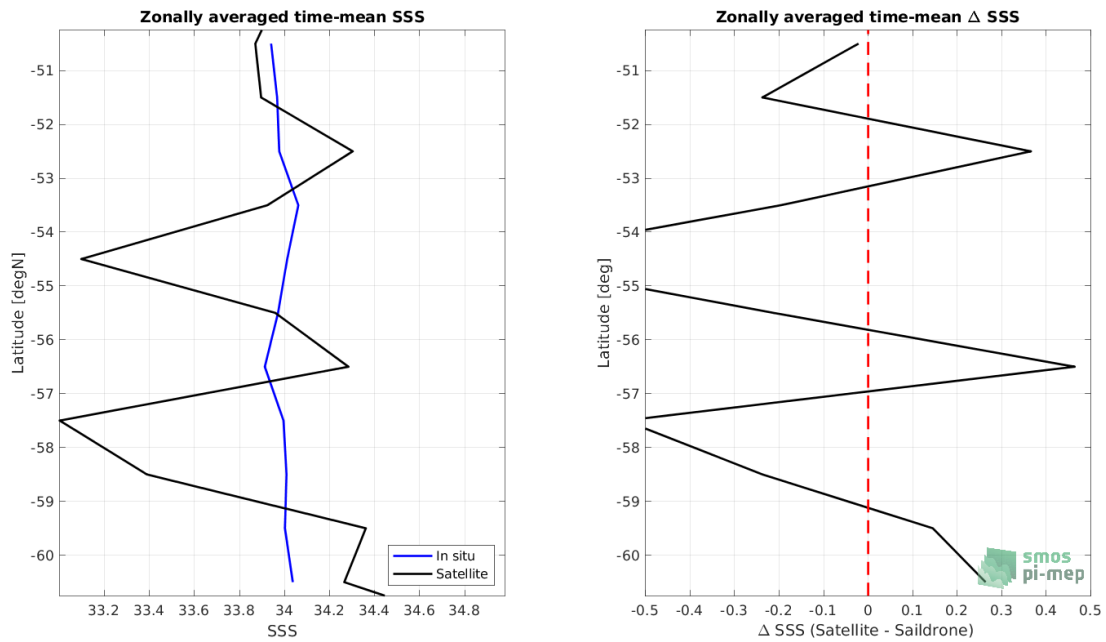 Zonally averaged time-mean SSS
-51
-52
-53
-54
-55
-56
-57
-58
-59
-60
Latitude [degN]
33.2 33.4 33.6 33.8 34 34.2 34.4 34.6 34.8
SSS
In situ
Satellite
Zonally averaged time-mean Δ SSS
-51
-52
-53
-54
-55
-56
-57
-58
-59
-60
Latitude [deg]
-0.5 -0.4 -0.3 -0.2 -0.1 0 0.1 0.2 0.3 0.4 0.5
Δ SSS (Satellite - Saildrone)
smos
pi-mep